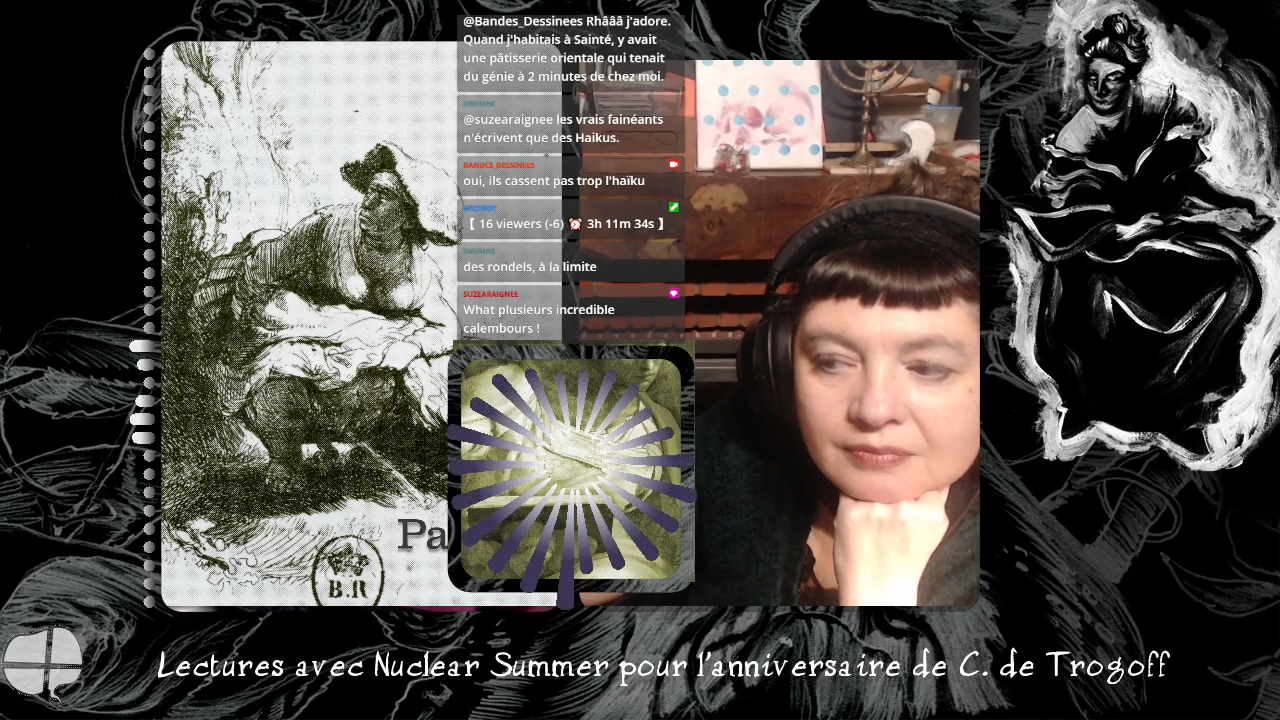 @Bandes_Dessinees Rhâââ j'adore.
Quand j'habitais à Sainté, y avait
une pâtisserie orientale qui tenait
du génie à 2 minutes de chez moi.
@suzearaignee les vrais fainéants
n'écrivent que des Haikus.
BANDES_DESSINEES
oui, ils cassent pas trop l'haïku
WIZEBOT
【 16 viewers (-6) ⏰ 3h 11m 34s 】
des rondels, à la limite
SUZEARAIGNEE
What plusieurs incredible
calembours !
Pa
B.R
Lectures avec Nuclear Summer pour l'anniversaire de C. de Trogoff